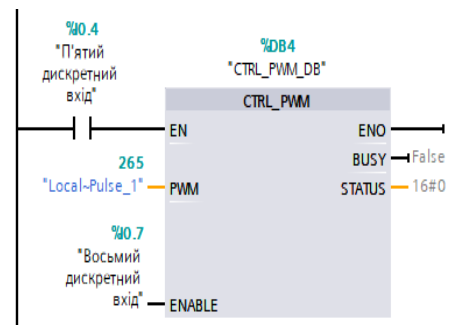 %I0.4
"П'ятий
дискретний
вхід"
%DB4
"CTRL_PWM_DB"
CTRL_PWM
EN
ENO
BUSY
False
265
"Local~Pulse_1"
PWM
STATUS
16#0
%I0.7
"Восьмий
дискретний
вхід"
ENABLE